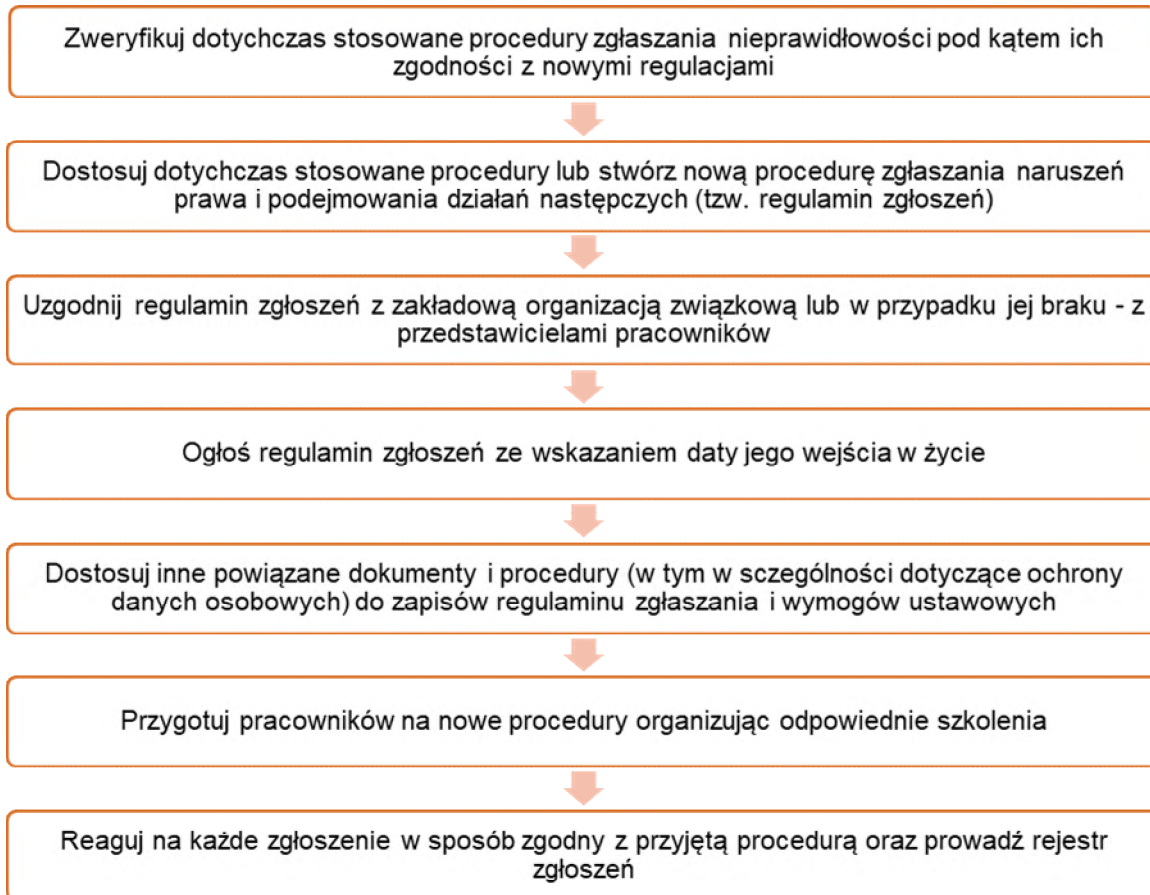 Zweryfikuj dotychczas stosowane procedury zgłaszania nieprawidłowości pod kątem ich
zgodności z nowymi regulacjami
Dostosuj dotychczas stosowane procedury lub stwórz nową procedurę zgłaszania naruszeń
prawa i podejmowania działań następczych (tzw. regulamin zgłoszeń)
Uzgodnij regulamin zgłoszeń z zakładową organizacją związkową lub w przypadku jej braku - z
przedstawicielami pracowników
Ogłoś regulamin zgłoszeń ze wskazaniem daty jego wejścia w życie
Dostosuj inne powiązane dokumenty i procedury (w tym w sczególności dotyczące ochrony
danych osobowych) do zapisów regulaminu zgłaszania i wymogów ustawowych
Przygotuj pracowników na nowe procedury organizując odpowiednie szkolenia
Reaguj na każde zgłoszenie w sposób zgodny z przyjętą procedurą oraz prowadź rejestr
zgłoszeń